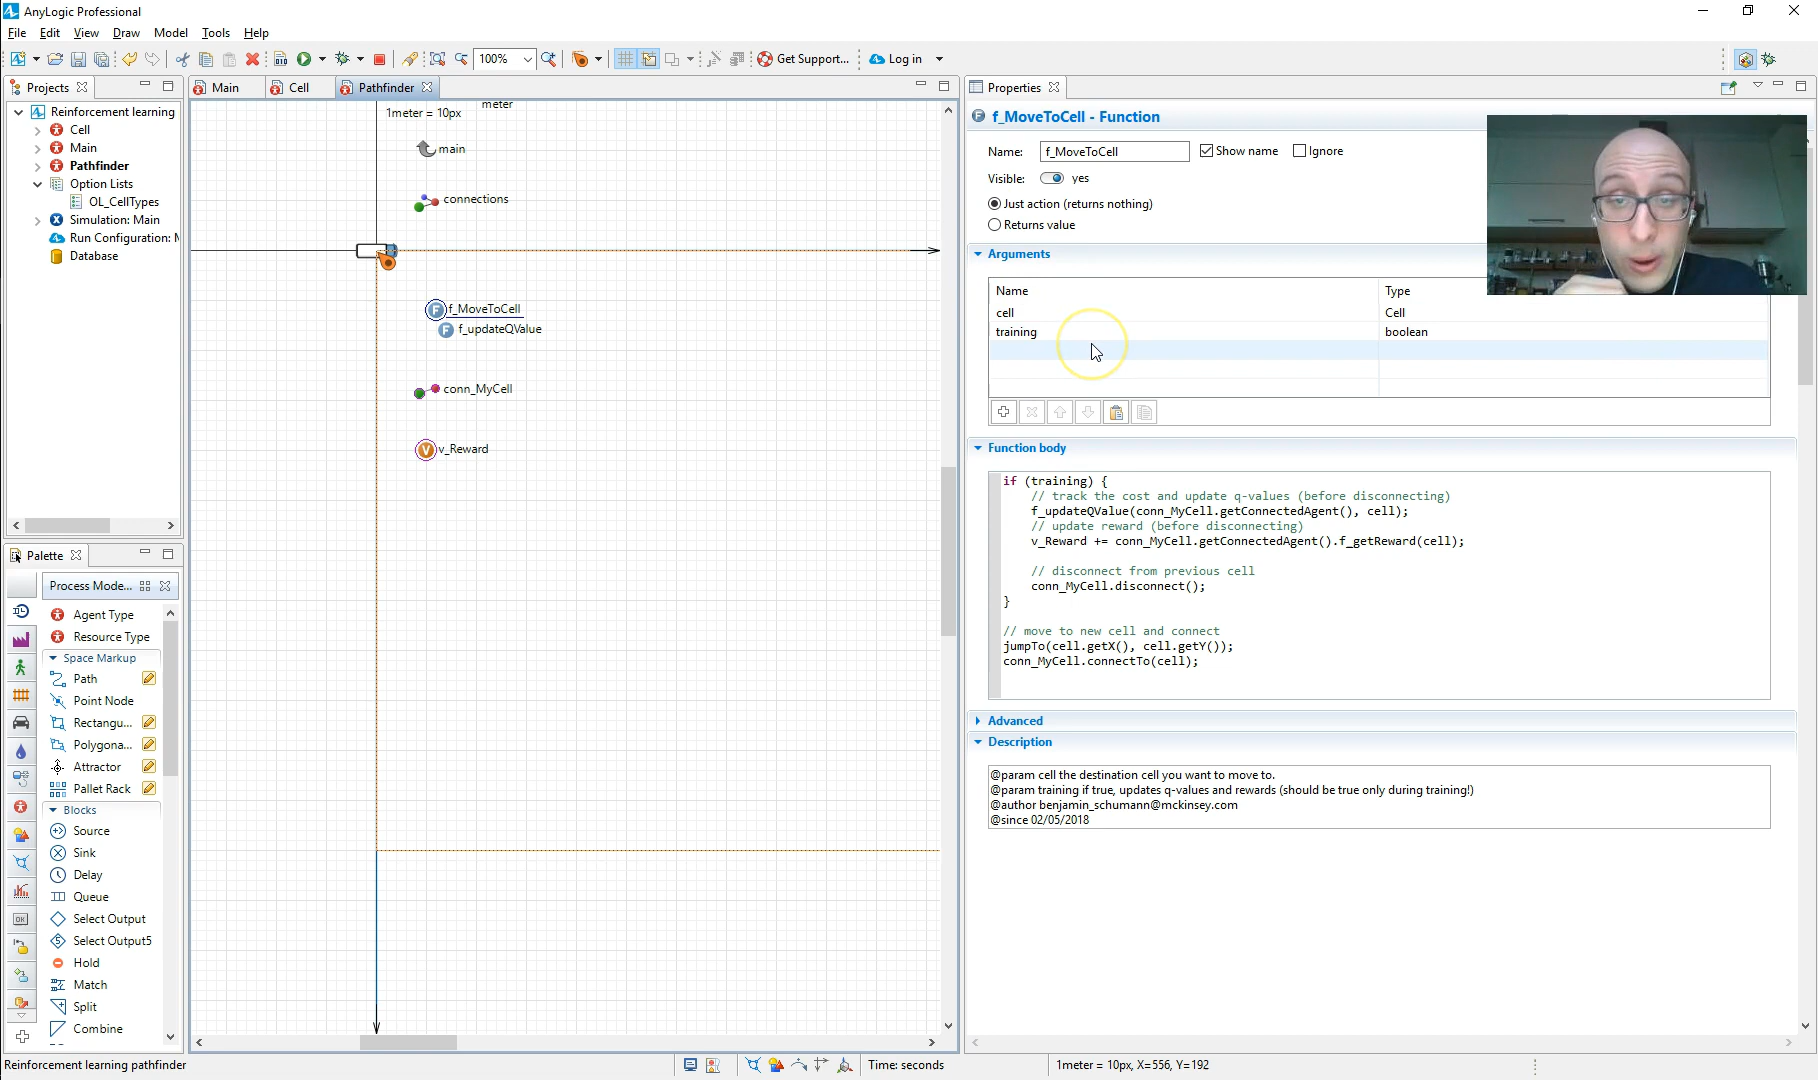 AnyLogic Professional
File Edit View Draw Model Tools Help
100% Get Support... Log in
Projects
Reinforcement learning
Cell
Main
Pathfinder
Option Lists
OL_CellTypes
Simulation: Main
Run Configuration:
Database
Palette
Process Mode...
Agent Type
Resource Type
Space Markup
Path
Point Node
Rectangu...
Polygona...
Attractor
Pallet Rack
Blocks
Source
Sink
Delay
Queue
Select Output
Select Output5
Hold
Match
Split
Combine
OK
Main Cell Pathfinder
meter
1meter = 10px
main
connections
F f_MoveToCell
F f_updateQValue
conn_MyCell
V v_Reward
Properties
F f_MoveToCell - Function
Name: f_MoveToCell Show name Ignore
Visible: yes
Just action (returns nothing)
Returns value
Arguments
Name Type
cell Cell
training boolean
Function body
if (training) {
// track the cost and update q-values (before disconnecting)
f_updateQValue(conn_MyCell.getConnectedAgent(), cell);
// update reward (before disconnecting)
v_Reward += conn_MyCell.getConnectedAgent().f_getReward(cell);
// disconnect from previous cell
conn_MyCell.disconnect();
}
// move to new cell and connect
jumpTo(cell.getX(), cell.getY());
conn_MyCell.connectTo(cell);
Advanced
Description
@param cell the destination cell you want to move to.
@param training if true, updates q-values and rewards (should be true only during training!)
@author benjamin_schumann@mckinsey.com
@since 02/05/2018
Reinforcement learning pathfinder
Time: seconds
1meter = 10px, X=556, Y=192